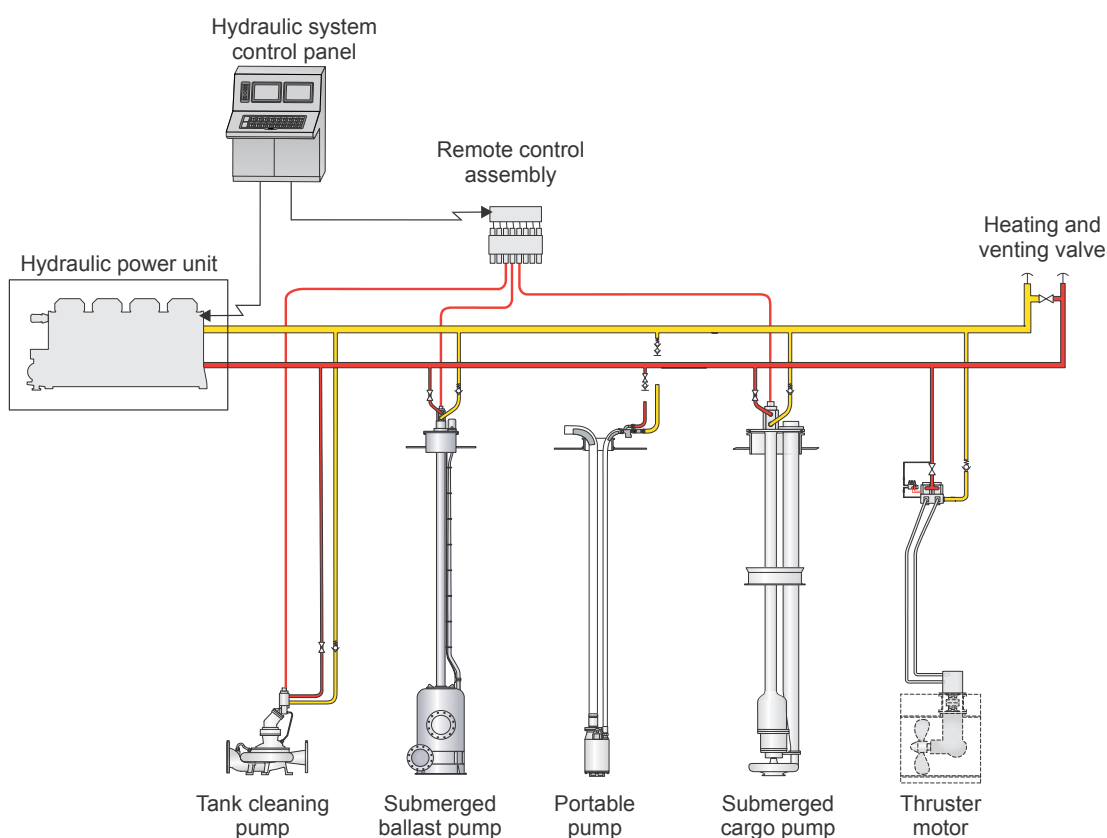 Hydraulic system
control panel
Remote control
assembly
Heating and
venting valve
Hydraulic power unit
Tank cleaning
pump
Submerged
ballast pump
Portable
pump
Submerged
cargo pump
Thruster
motor